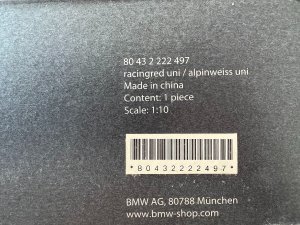 80 43 2 222 497
racingred uni / alpinweiss uni
Made in china
Content: 1 piece
Scale: 1:10
*80432222497*
BMW AG, 80788 München
www.bmw-shop.com